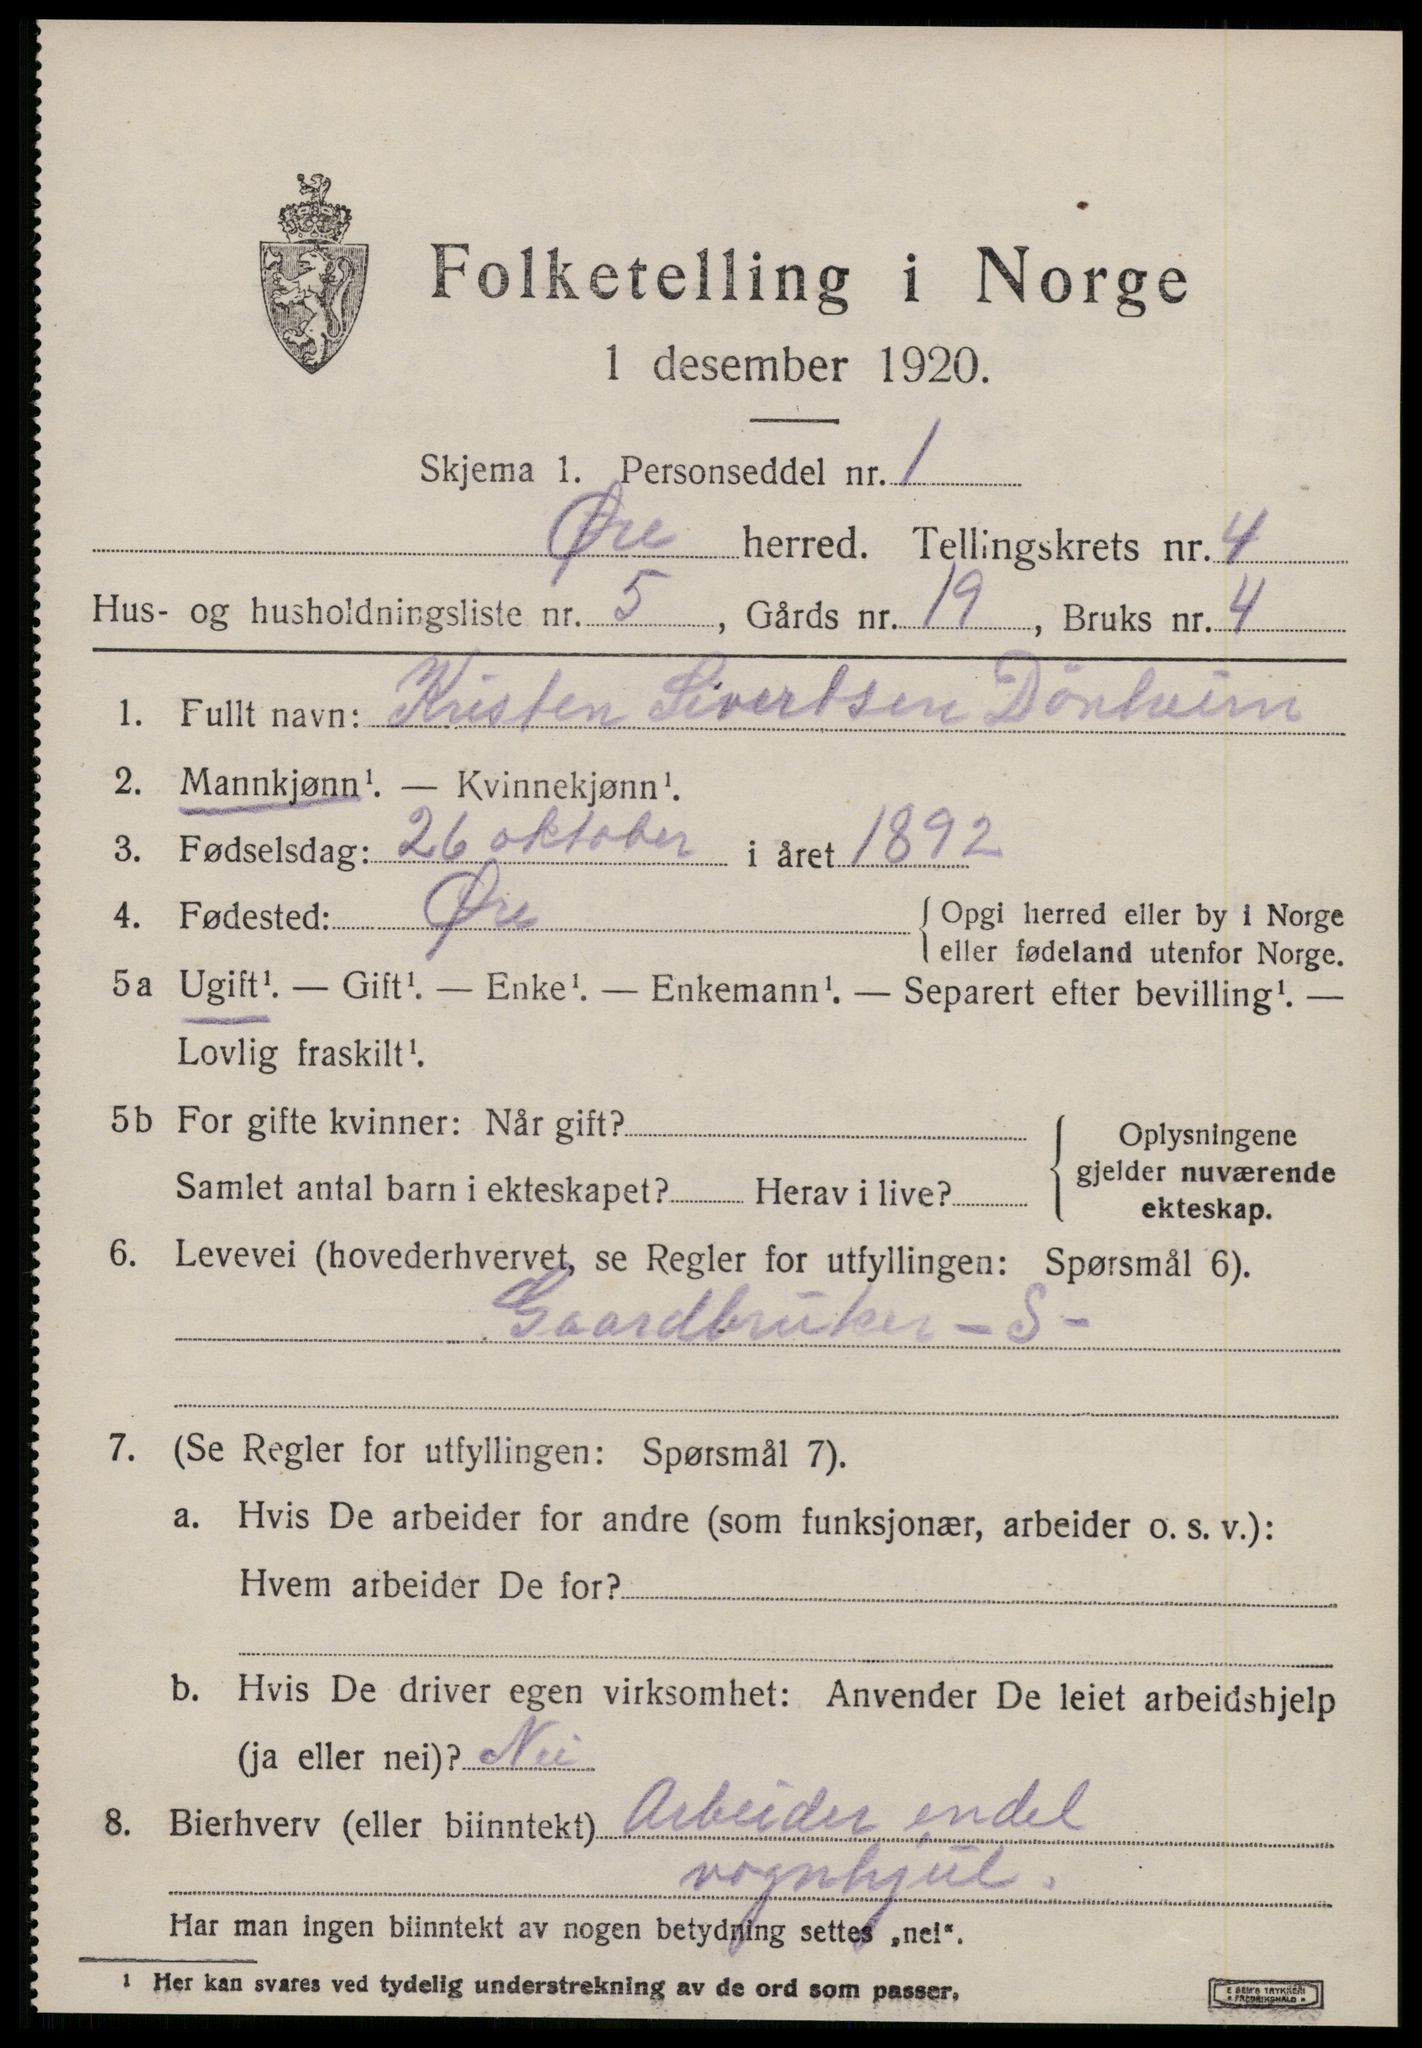 Folketelling i Norge
1 desember 1920.
Skjema 1. Personseddel nr. 1
Øre herred. Tellingskrets nr. 4
Hus- og husholdningsliste nr. 5, Gårds nr. 19, Bruks nr. 4
1. Fullt navn: Kristen Sivertsen Dönheim
2. Mannkjønn¹. — Kvinnekjønn¹.
3. Fødselsdag: 26 oktober i året 1892
4. Fødested: Øre { Opgi herred eller by i Norge
eller fødeland utenfor Norge.
5a Ugift¹. — Gift¹. — Enke¹. — Enkemann¹. — Separert efter bevilling¹. —
Lovlig fraskilt¹.
5b For gifte kvinner: Når gift?
Samlet antal barn i ekteskapet? Herav i live?
{ Oplysningene
gjelder nuværende
ekteskap.
6. Levevei (hovederhvervet, se Regler for utfyllingen: Spørsmål 6).
Gaardbruker - S -
7. (Se Regler for utfyllingen: Spørsmål 7).
a. Hvis De arbeider for andre (som funksjonær, arbeider o. s. v.):
Hvem arbeider De for?
b. Hvis De driver egen virksomhet: Anvender De leiet arbeidshjelp
(ja eller nei)? Nei
8. Bierhverv (eller biinntekt) Arbeider endel
vognhjul.
Har man ingen biinntekt av nogen betydning settes „nei“.
¹ Her kan svares ved tydelig understrekning av de ord som passer.
E SEM'S TRYKKERI
* FREDRIKSHALD *